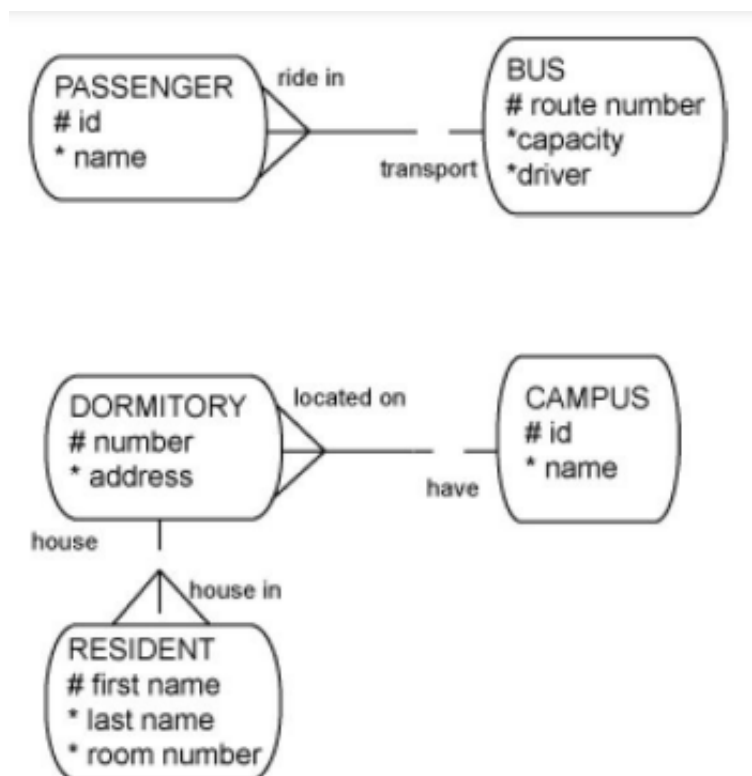 PASSENGER
# id
* name
ride in
transport
BUS
# route number
*capacity
*driver
DORMITORY
# number
* address
located on
have
CAMPUS
# id
* name
house
house in
RESIDENT
# first name
* last name
* room number